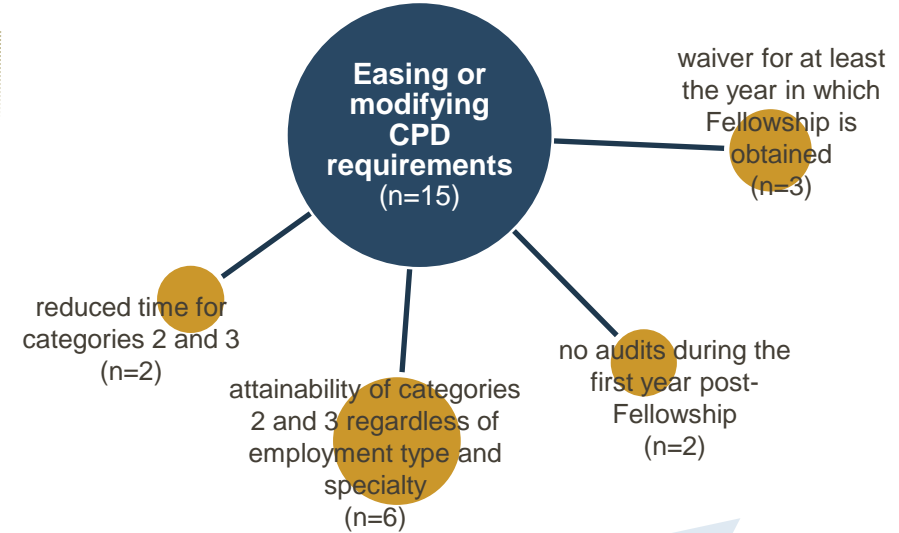 Easing or
modifying
CPD
requirements
(n=15)
waiver for at least
the year in which
Fellowship is
obtained
(n=3)
reduced time for
categories 2 and 3
(n=2)
attainability of categories
2 and 3 regardless of
employment type and
specialty
(n=6)
no audits during the
first year post-
Fellowship
(n=2)